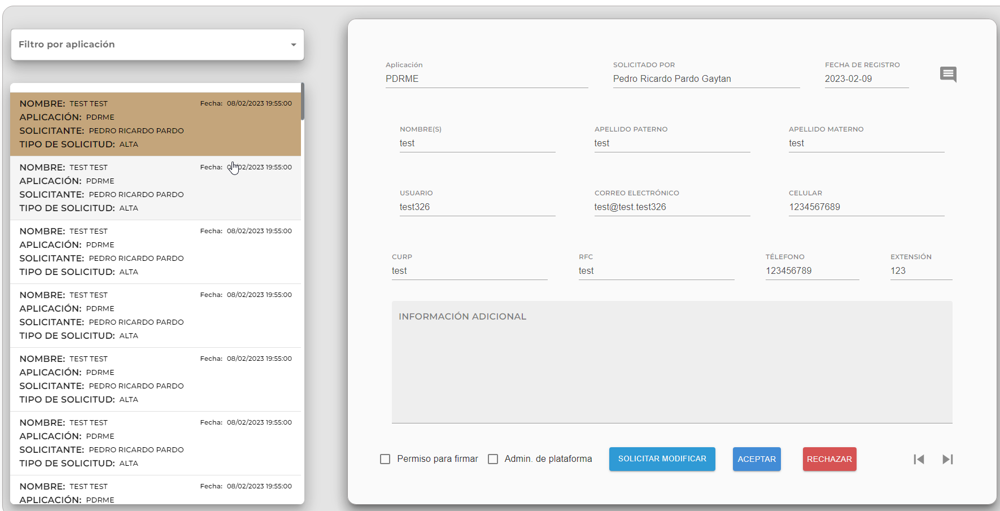 Filtro por aplicación
NOMBRE: TEST TEST Fecha: 08/02/2023 19:55:00
APLICACIÓN: PDRME
SOLICITANTE: PEDRO RICARDO PARDO
TIPO DE SOLICITUD: ALTA
NOMBRE: TEST TEST Fecha: 02/2023 19:55:00
APLICACIÓN: PDRME
SOLICITANTE: PEDRO RICARDO PARDO
TIPO DE SOLICITUD: ALTA
NOMBRE: TEST TEST Fecha: 08/02/2023 19:55:00
APLICACIÓN: PDRME
SOLICITANTE: PEDRO RICARDO PARDO
TIPO DE SOLICITUD: ALTA
NOMBRE: TEST TEST Fecha: 08/02/2023 19:55:00
APLICACIÓN: PDRME
SOLICITANTE: PEDRO RICARDO PARDO
TIPO DE SOLICITUD: ALTA
NOMBRE: TEST TEST Fecha: 08/02/2023 19:55:00
APLICACIÓN: PDRME
SOLICITANTE: PEDRO RICARDO PARDO
TIPO DE SOLICITUD: ALTA
NOMBRE: TEST TEST Fecha: 08/02/2023 19:55:00
APLICACIÓN: PDRME
SOLICITANTE: PEDRO RICARDO PARDO
TIPO DE SOLICITUD: ALTA
NOMBRE: TEST TEST Fecha: 08/02/2023 19:55:00
APLICACIÓN: PDRME
Aplicación SOLICITADO POR FECHA DE REGISTRO
PDRME Pedro Ricardo Pardo Gaytan 2023-02-09
NOMBRE(S) APELLIDO PATERNO APELLIDO MATERNO
test test test
USUARIO CORREO ELECTRÓNICO CELULAR
test326 test@test.test326 1234567689
CURP RFC TÉLEFONO EXTENSIÓN
test test 123456789 123
INFORMACIÓN ADICIONAL
Permiso para firmar Admin. de plataforma SOLICITAR MODIFICAR ACEPTAR RECHAZAR